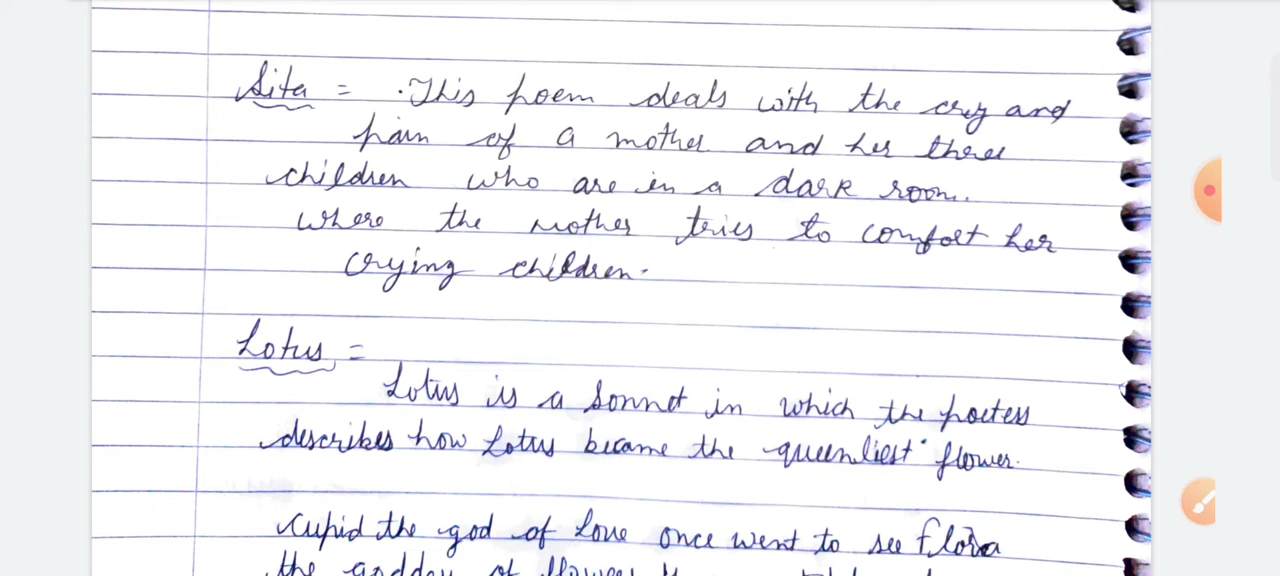 Sita = . This poem deals with the cry and
pain of a mother and her three
children who are in a dark room.
where the mother tries to comfort her
crying children.
Lotus =
Lotus is a sonnet in which the poetess
describes how Lotus became the queenliest flower.
Cupid the god of Love once went to see Flora
the of